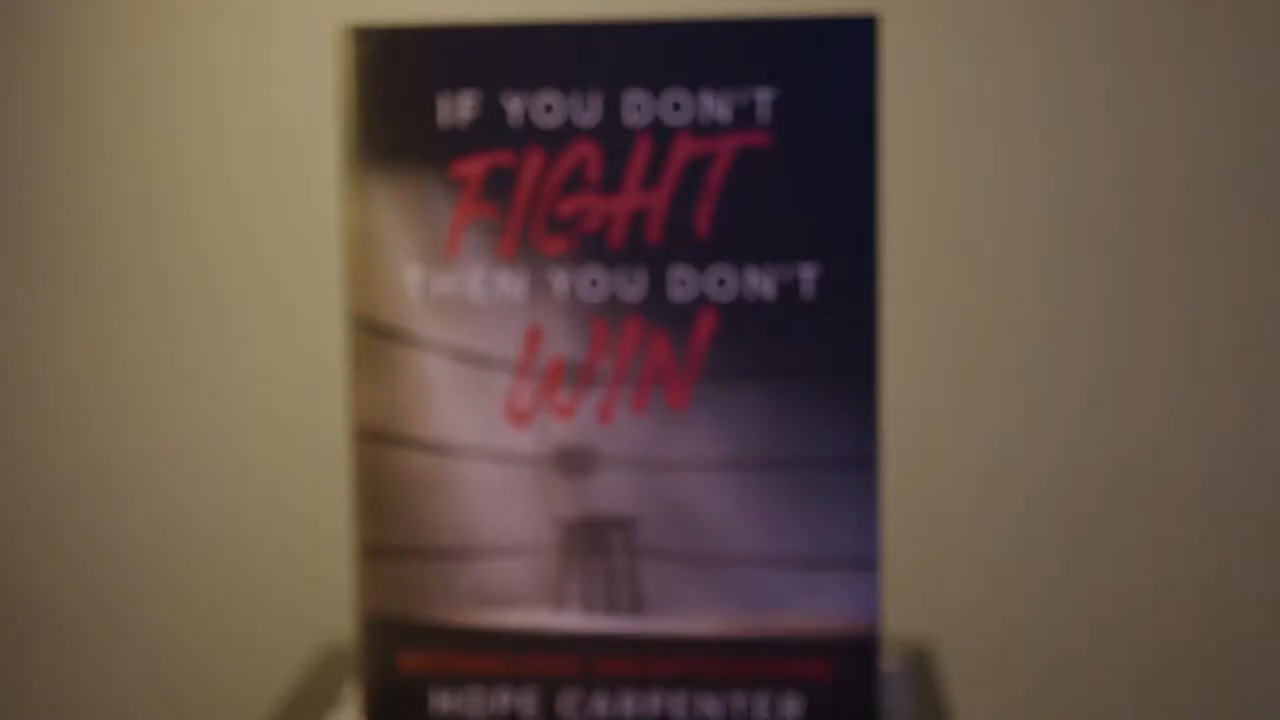 IF YOU DON'T
FIGHT
THEN YOU DON'T
WIN
HOPE CARPENTER